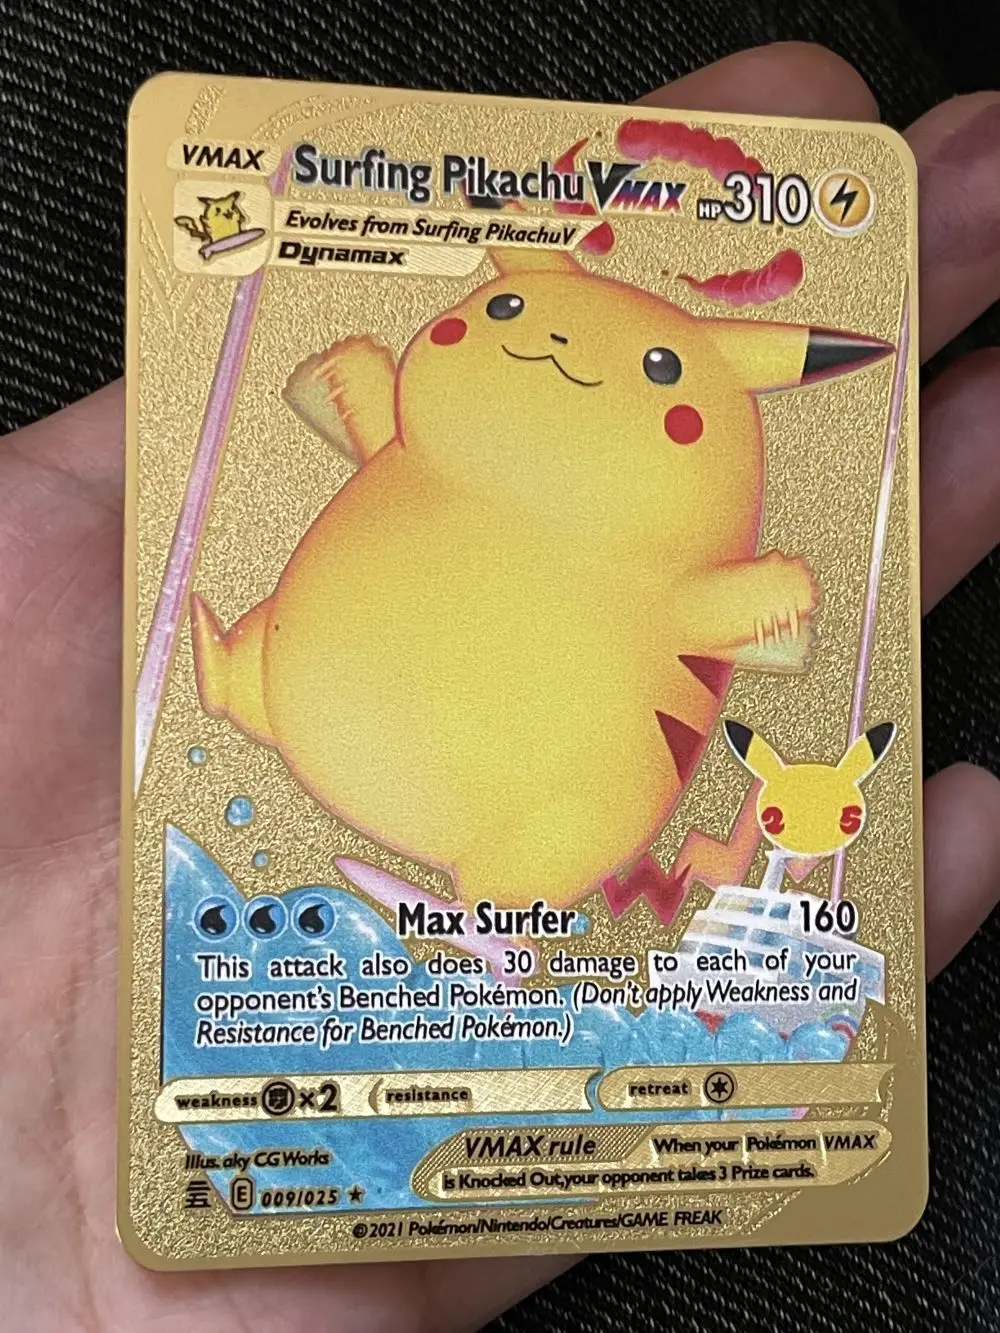 VMAX
Surfing Pikachu VMAX HP 310
Evolves from Surfing Pikachu V
Dynamax
25
Max Surfer 160
This attack also does 30 damage to each of your
opponent's Benched Pokémon. (Don't apply Weakness and
Resistance for Benched Pokémon.)
weakness ×2 resistance retreat
VMAX rule When your Pokémon VMAX
is Knocked Out,your opponent takes 3 Prize cards.
Illus. aky CG Works
E 009/025 ★
©2021 Pokémon/Nintendo/Creatures/GAME FREAK